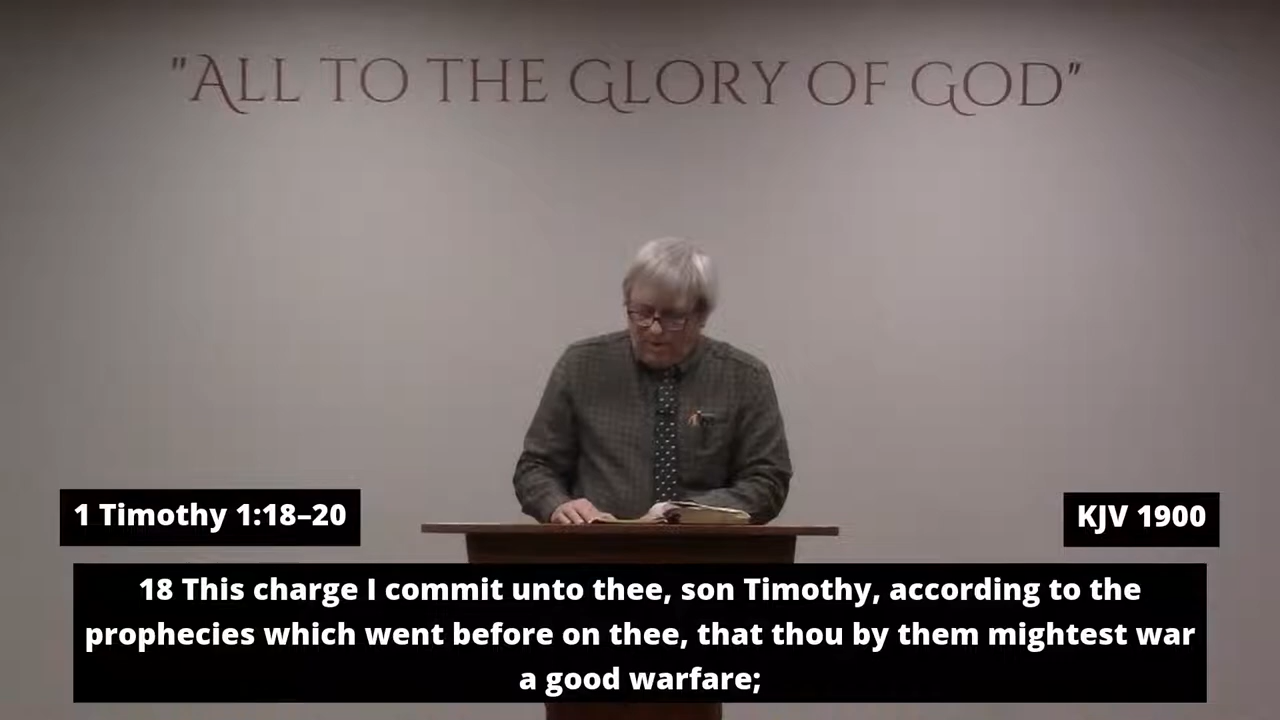 "ALL TO THE GLORY OF GOD"
1 Timothy 1:18–20
KJV 1900
18 This charge I commit unto thee, son Timothy, according to the
prophecies which went before on thee, that thou by them mightest war
a good warfare;